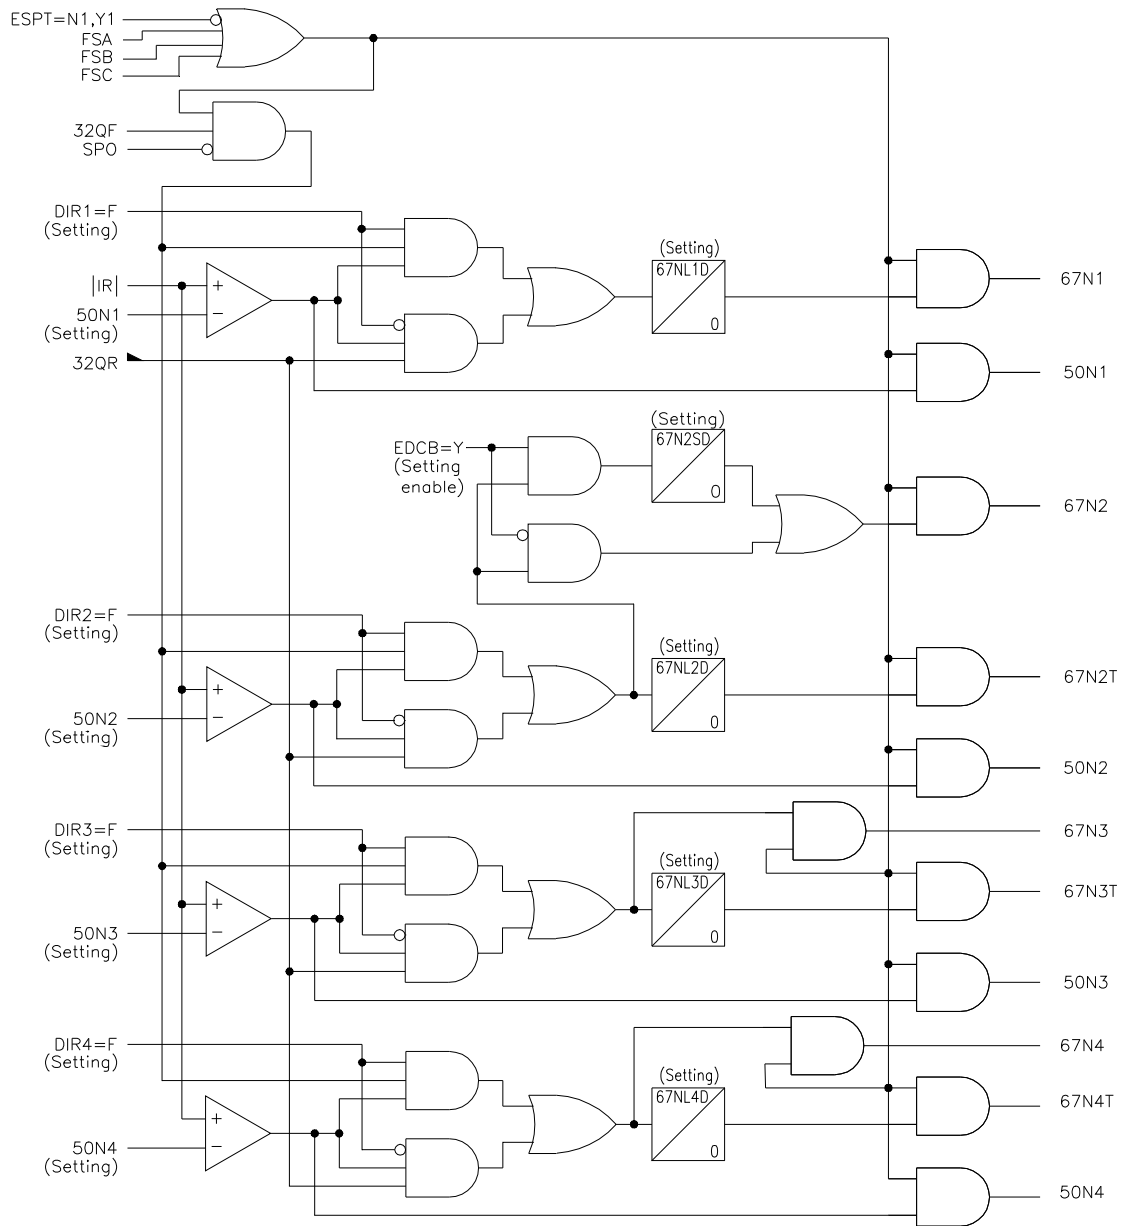 ESPT=N1,Y1
FSA
FSB
FSC
32QF
SPO
DIR1=F
(Setting)
|IR|
+
−
50N1
(Setting)
32QR
(Setting)
67NL1D
0
67N1
50N1
EDCB=Y
(Setting
enable)
(Setting)
67N2SD
0
67N2
DIR2=F
(Setting)
+
−
50N2
(Setting)
(Setting)
67NL2D
0
67N2T
50N2
DIR3=F
(Setting)
+
−
50N3
(Setting)
(Setting)
67NL3D
0
67N3
67N3T
50N3
DIR4=F
(Setting)
+
−
50N4
(Setting)
(Setting)
67NL4D
0
67N4
67N4T
50N4